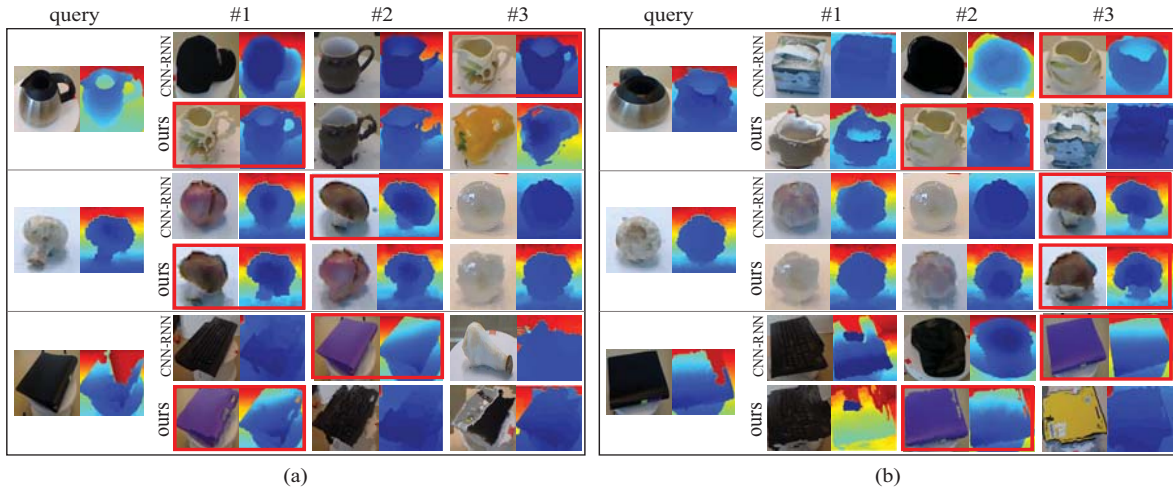 query #1 #2 #3 query #1 #2 #3
CNN-RNN CNN-RNN
ours ours
CNN-RNN CNN-RNN
ours ours
CNN-RNN CNN-RNN
ours ours
(a) (b)